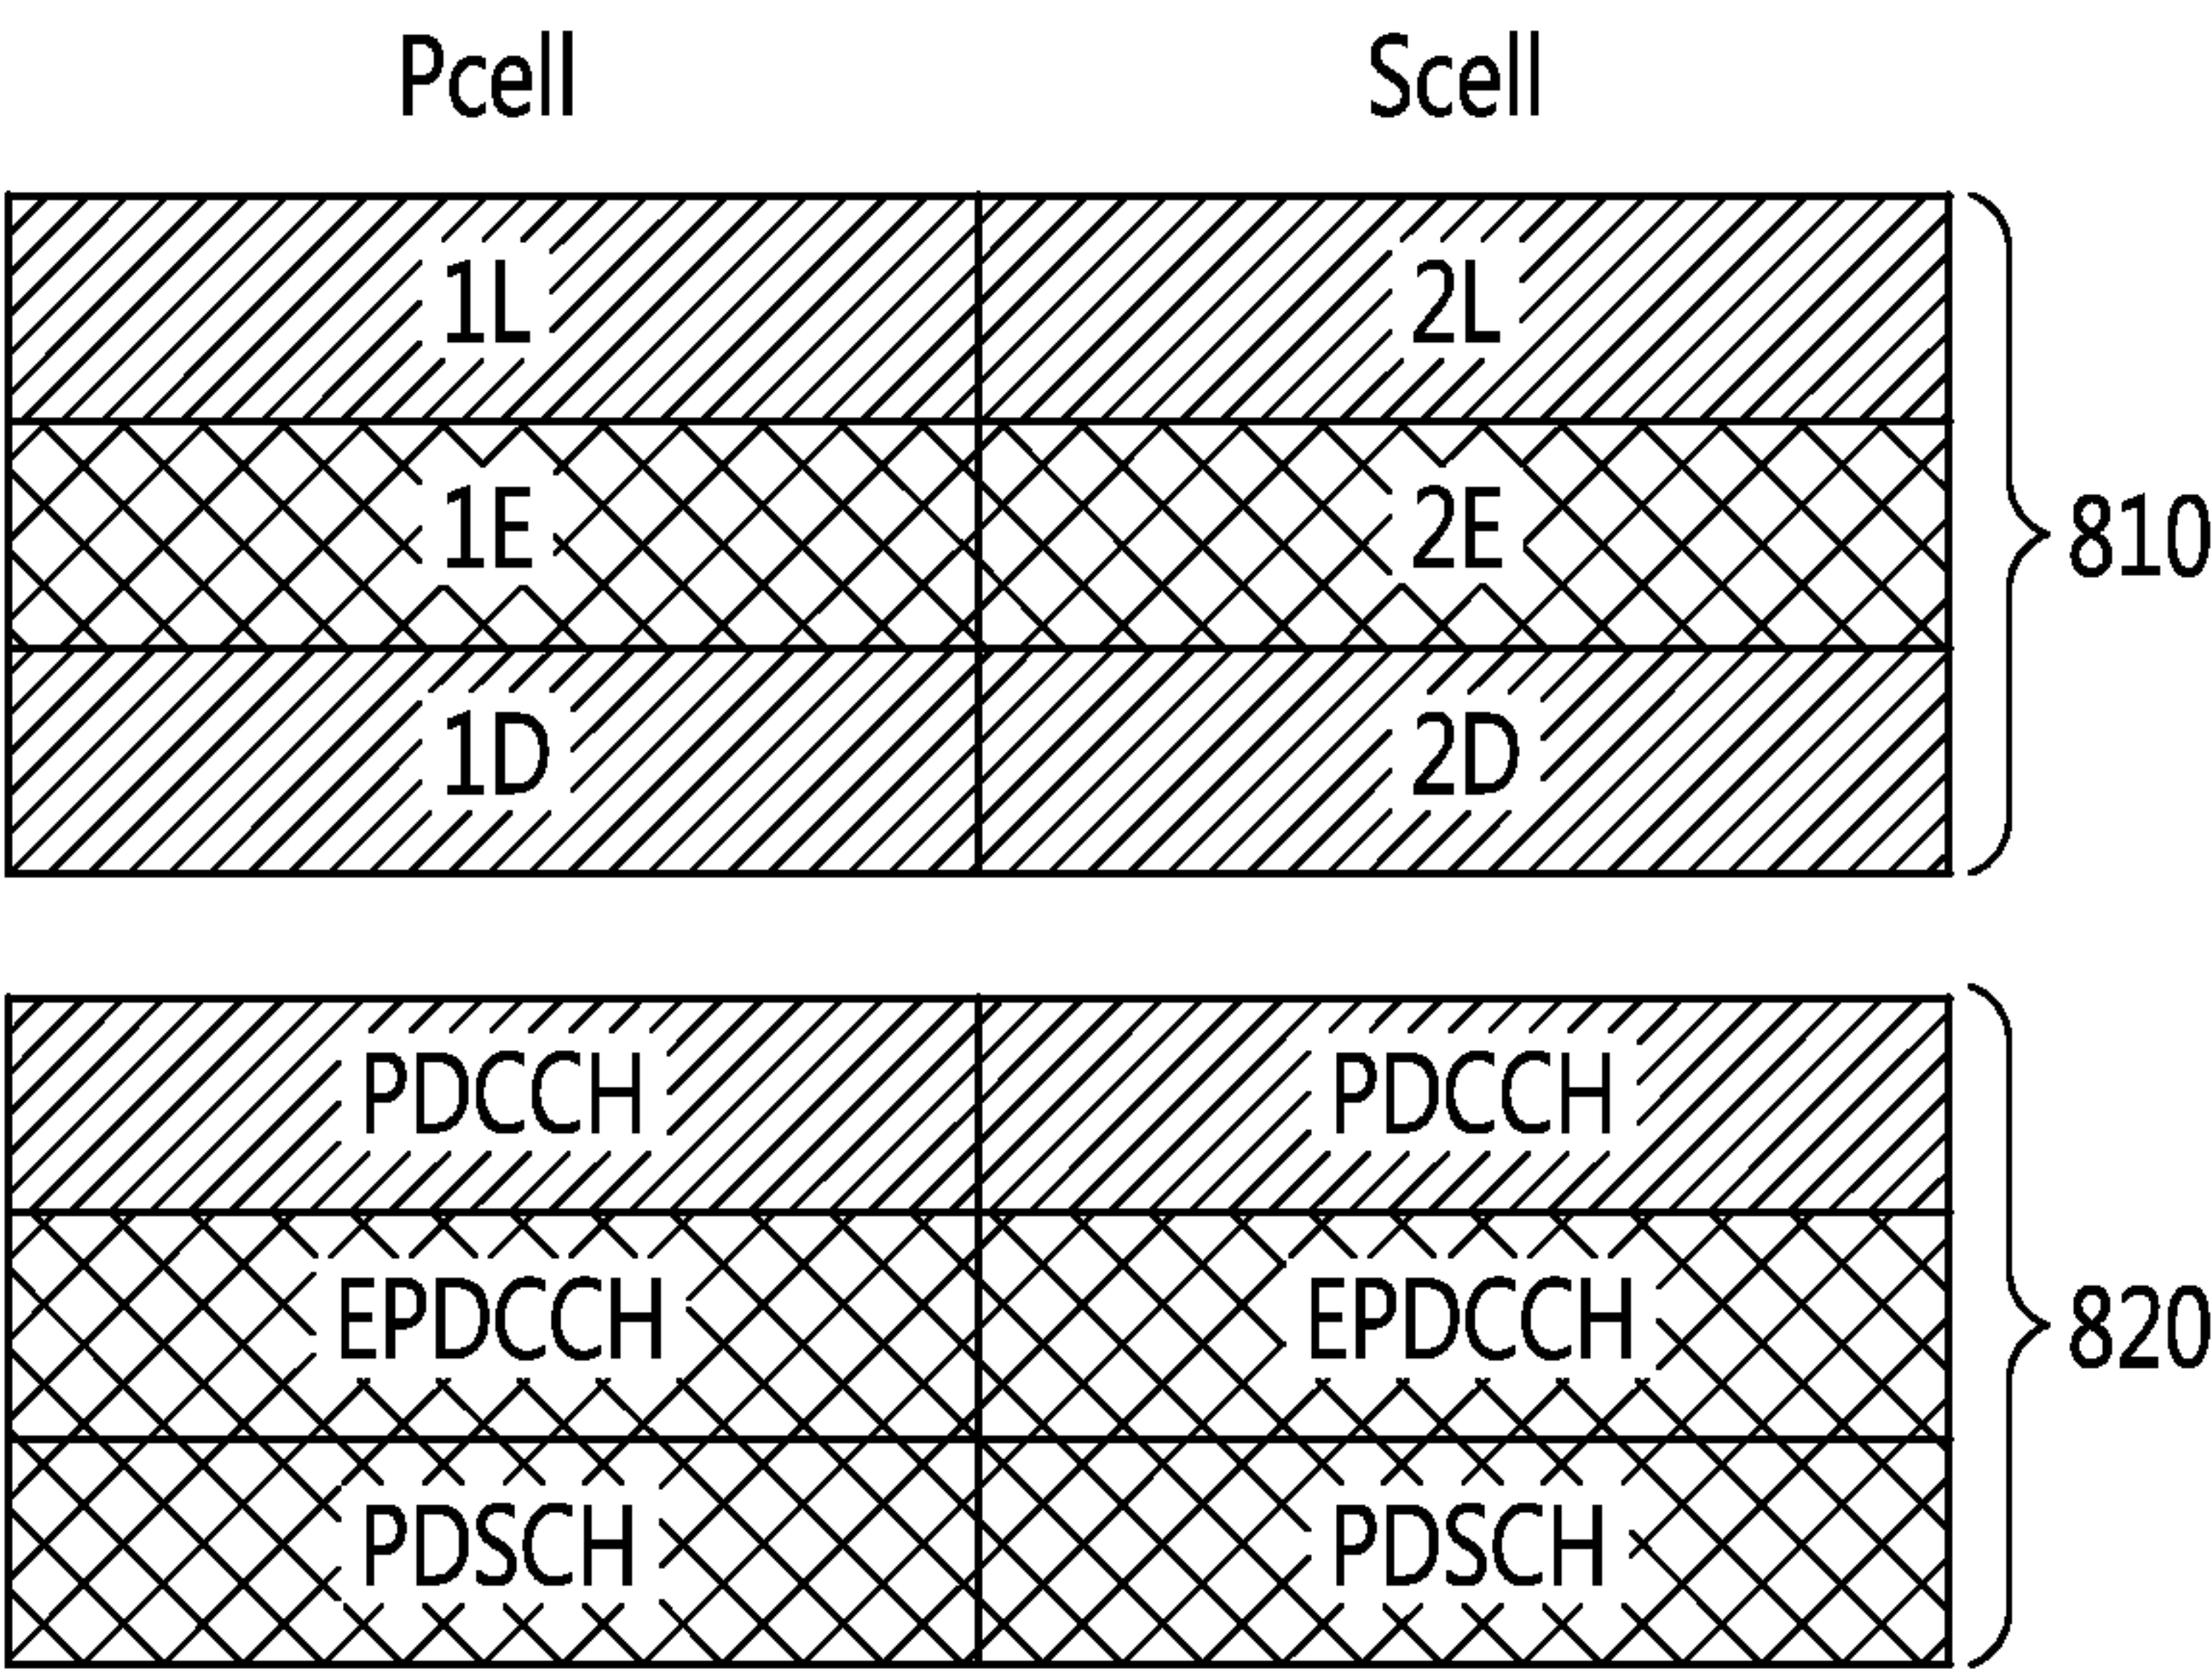 Pcell Scell
1L 2L
1E 2E
810
1D 2D
PDCCH PDCCH
EPDCCH EPDCCH
820
PDSCH PDSCH